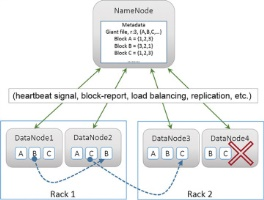 NameNode
Metadata
Giant file, r:3, {A,B,C,...}
Block A = {1,2,3}
Block B = {3,2,1}
Block C = {1,2,3}
...
(heartbeat signal, block-report, load balancing, replication, etc.)
DataNode1 DataNode2 DataNode3 DataNode4
A B C A C B A B C B C
Rack 1 Rack 2